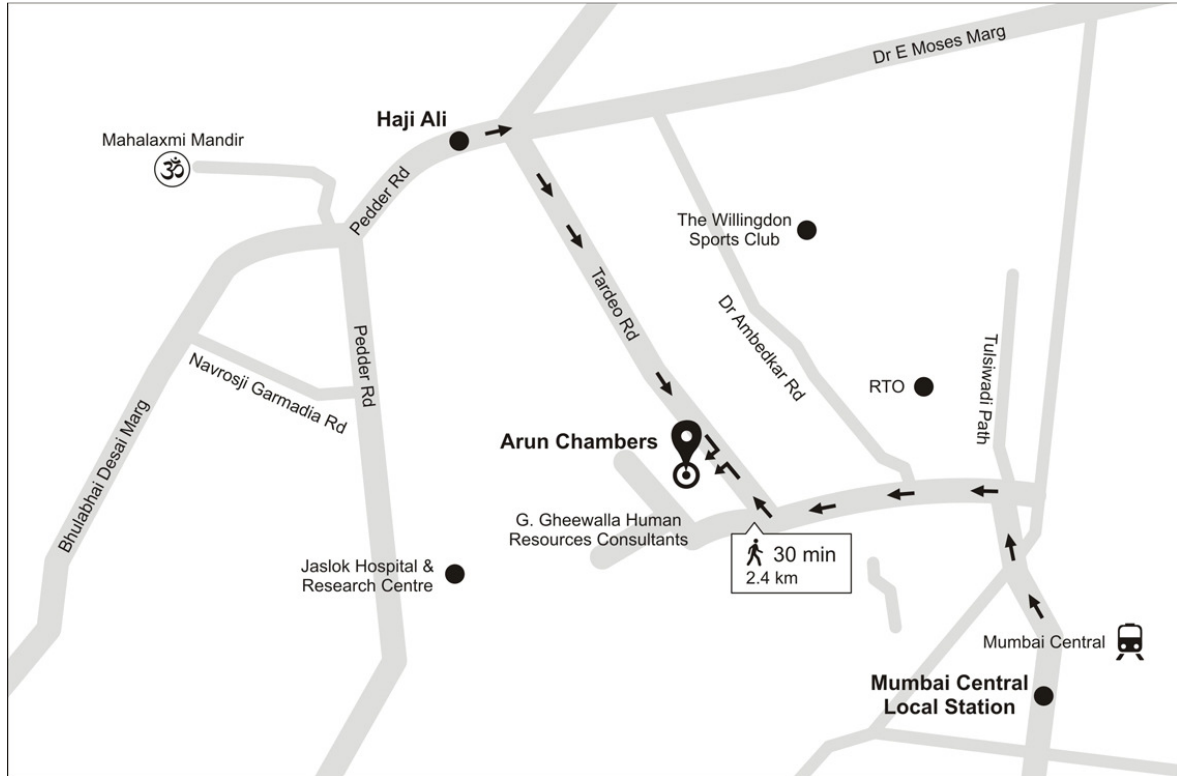 Dr E Moses Marg
Haji Ali
Mahalaxmi Mandir
ॐ
Pedder Rd
The Willingdon
Sports Club
Tardeo Rd
Dr Ambedkar Rd
Tulsiwadi Path
Pedder Rd
Navrosji Garmadia Rd
RTO
Bhulabhai Desai Marg
Arun Chambers
G. Gheewalla Human
Resources Consultants
30 min
2.4 km
Jaslok Hospital &
Research Centre
Mumbai Central
Mumbai Central
Local Station